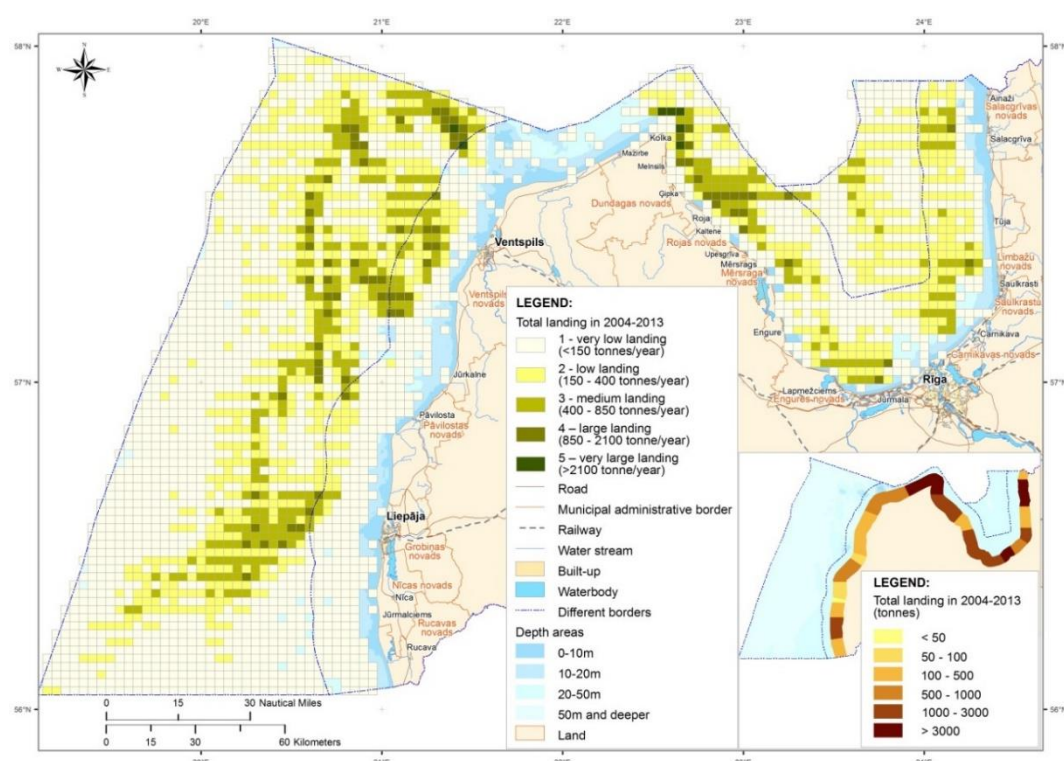 20°E
21°E
22°E
23°E
24°E
58°N
58°N
N
W
E
S
Ainaži
Salacgrīvas
novads
Salacgrīva
Kolka
Mazirbe
Melnsils
Ģipka
Dundagas novads
Roja
Kaltene
Rojas novads
Upesgrīva
Mērsrags
Mērsraga
novads
Tūja
Limbažu
novads
Saulkrasti
Saulkrastu
novads
Ventspils
Ventspils
novads
Engure
Carnikava
Carnikavas novads
57°N
57°N
Rīga
Lapmežciems
Engures novads
Jūrmala
Jūrkalne
Pāvilosta
Pāvilostas
novads
Liepāja
Grobiņas
novads
Nīcas novads
Nīca
Jūrmalciems
Rucavas
novads
Rucava
LEGEND:
Total landing in 2004-2013
1 - very low landing
(<150 tonnes/year)
2 - low landing
(150 - 400 tonnes/year)
3 - medium landing
(400 - 850 tonnes/year)
4 – large landing
(850 - 2100 tonne/year)
5 – very large landing
(>2100 tonne/year)
Road
Municipal administrative border
Railway
Water stream
Built-up
Waterbody
Different borders
Depth areas
0-10m
10-20m
20-50m
50m and deeper
Land
LEGEND:
Total landing in 2004-2013
(tonnes)
< 50
50 - 100
100 - 500
500 - 1000
1000 - 3000
> 3000
56°N
56°N
0
15
30 Nautical Miles
0
15
30
60 Kilometers